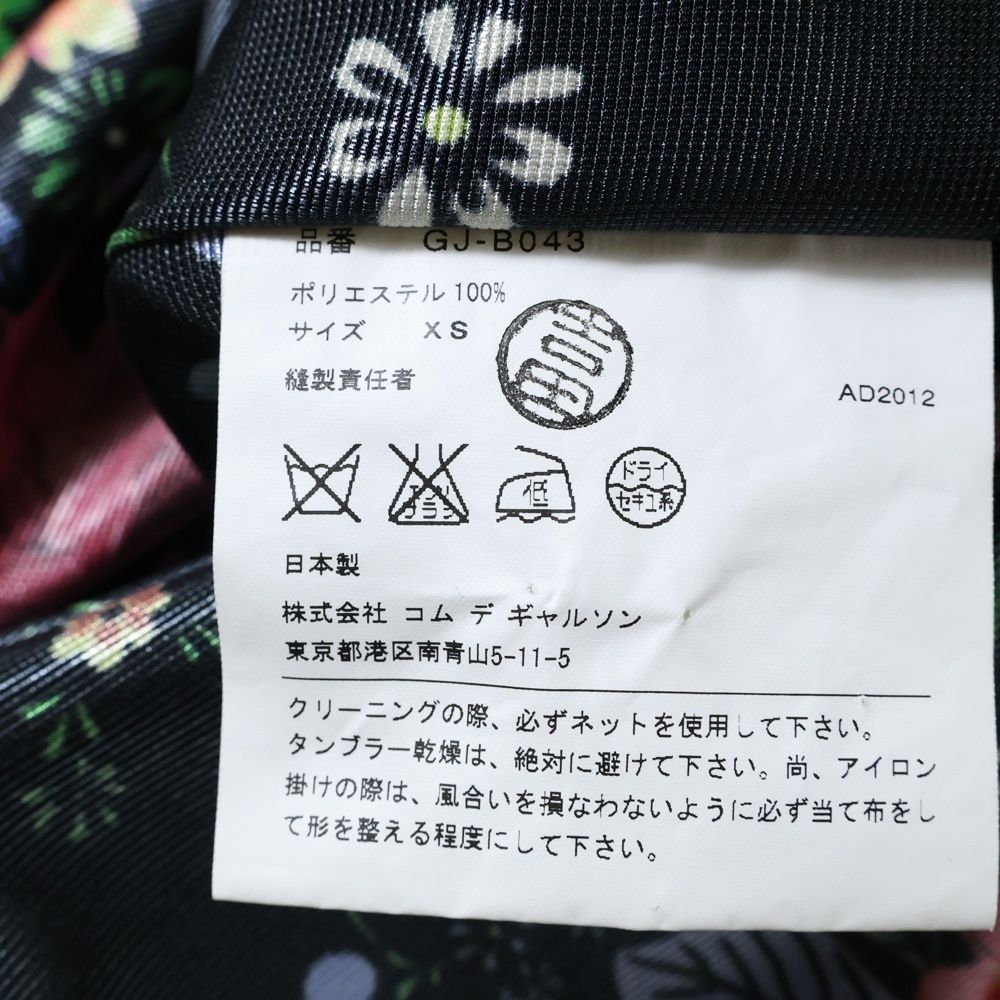 品番 GJ-B043
ポリエステル 100%
サイズ XS
縫製責任者
AD2012
エンソ
サラシ
低
ドライ
セキユ系
日本製
株式会社 コム デ ギャルソン
東京都港区南青山5-11-5
クリーニングの際、必ずネットを使用して下さい。
タンブラー乾燥は、絶対に避けて下さい。尚、アイロン
掛けの際は、風合いを損なわないように必ず当て布をし
て形を整える程度にして下さい。